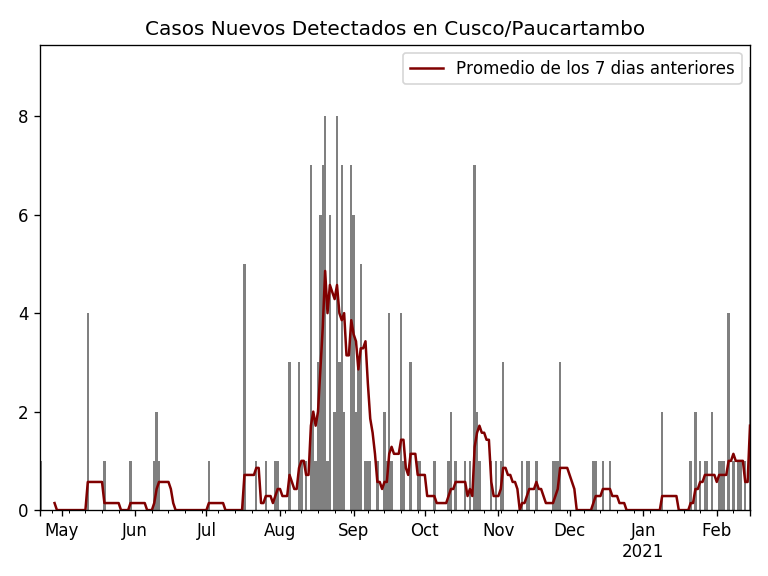 Casos Nuevos Detectados en Cusco/Paucartambo
Promedio de los 7 dias anteriores
8
6
4
2
0
May Jun Jul Aug Sep Oct Nov Dec Jan Feb
2021